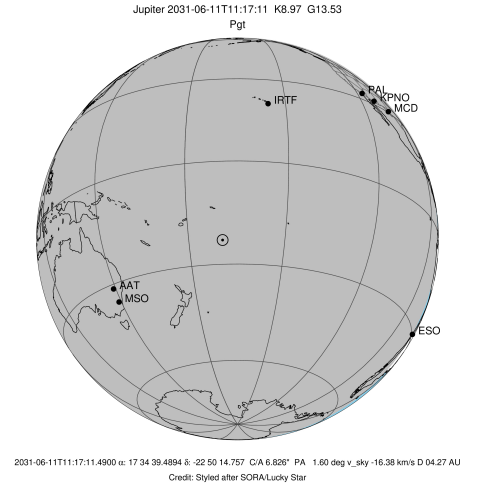 Jupiter 2031-06-11T11:17:11 K8.97 G13.53
Pgt
PAL
KPNO
MCD
IRTF
AAT
MSO
ESO
2031-06-11T11:17:11.4900 α: 17 34 39.4894 δ: -22 50 14.757 C/A 6.826" PA 1.60 deg v_sky -16.38 km/s D 04.27 AU
Credit: Styled after SORA/Lucky Star